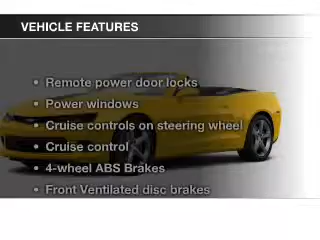 VEHICLE FEATURES
• Remote power door locks
• Power windows
• Cruise controls on steering wheel
• Cruise control
• 4-wheel ABS Brakes
• Front Ventilated disc brakes